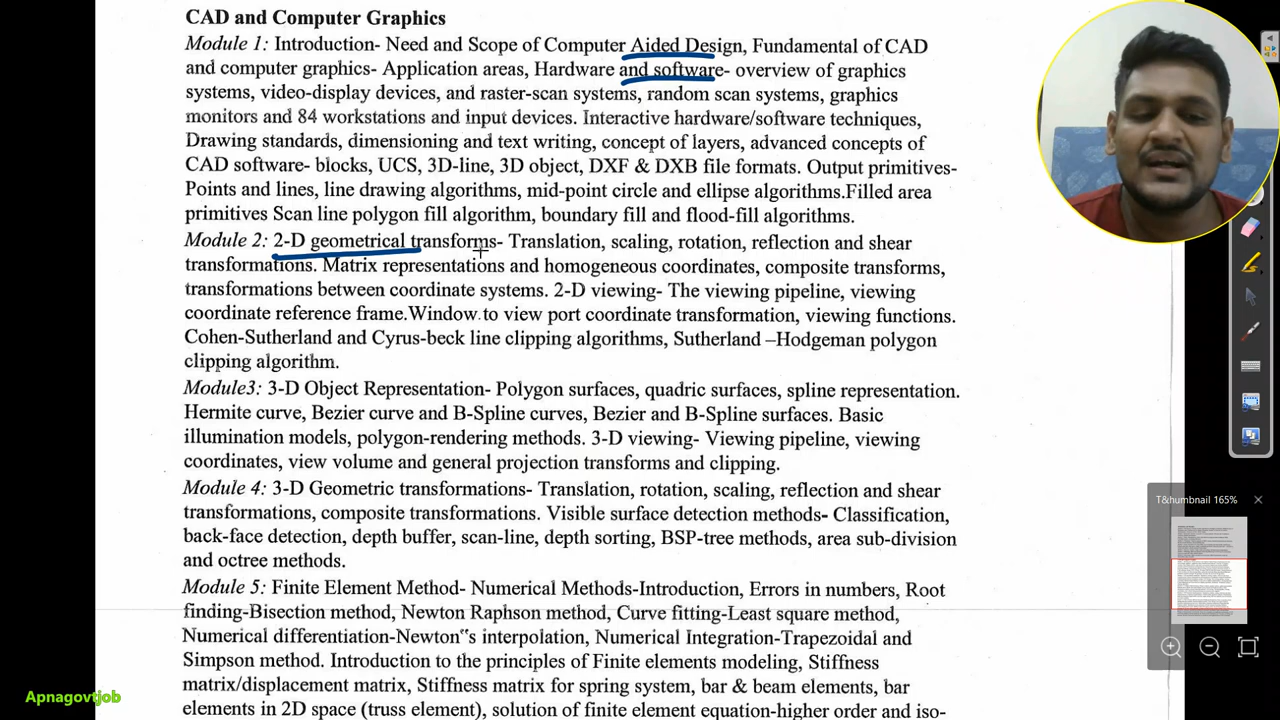 CAD and Computer Graphics
Module 1: Introduction- Need and Scope of Computer Aided Design, Fundamental of CAD
and computer graphics- Application areas, Hardware and software- overview of graphics
systems, video-display devices, and raster-scan systems, random scan systems, graphics
monitors and 84 workstations and input devices. Interactive hardware/software techniques,
Drawing standards, dimensioning and text writing, concept of layers, advanced concepts of
CAD software- blocks, UCS, 3D-line, 3D object, DXF & DXB file formats. Output primitives-
Points and lines, line drawing algorithms, mid-point circle and ellipse algorithms.Filled area
primitives Scan line polygon fill algorithm, boundary fill and flood-fill algorithms.
Module 2: 2-D geometrical transforms- Translation, scaling, rotation, reflection and shear
transformations. Matrix representations and homogeneous coordinates, composite transforms,
transformations between coordinate systems. 2-D viewing- The viewing pipeline, viewing
coordinate reference frame.Window to view port coordinate transformation, viewing functions.
Cohen-Sutherland and Cyrus-beck line clipping algorithms, Sutherland –Hodgeman polygon
clipping algorithm.
Module3: 3-D Object Representation- Polygon surfaces, quadric surfaces, spline representation.
Hermite curve, Bezier curve and B-Spline curves, Bezier and B-Spline surfaces. Basic
illumination models, polygon-rendering methods. 3-D viewing- Viewing pipeline, viewing
coordinates, view volume and general projection transforms and clipping.
Module 4: 3-D Geometric transformations- Translation, rotation, scaling, reflection and shear
transformations, composite transformations. Visible surface detection methods- Classification,
back-face detection, depth-buffer, scan-line, depth sorting, BSP-tree methods, area sub-division
and octree methods.
Module 5: Finite Element Method- Numerical Method: Introduction, Errors in numbers, Root
finding-Bisection method, Newton Raphson method, Curve fitting-least square method,
Numerical differentiation-Newton"s interpolation, Numerical Integration-Trapezoidal and
Simpson method. Introduction to the principles of Finite elements modeling, Stiffness
matrix/displacement matrix, Stiffness matrix for spring system, bar & beam elements, bar
elements in 2D space (truss element), solution of finite element equation-higher order and iso-
T&humbnail 165%
Apnagovtjob